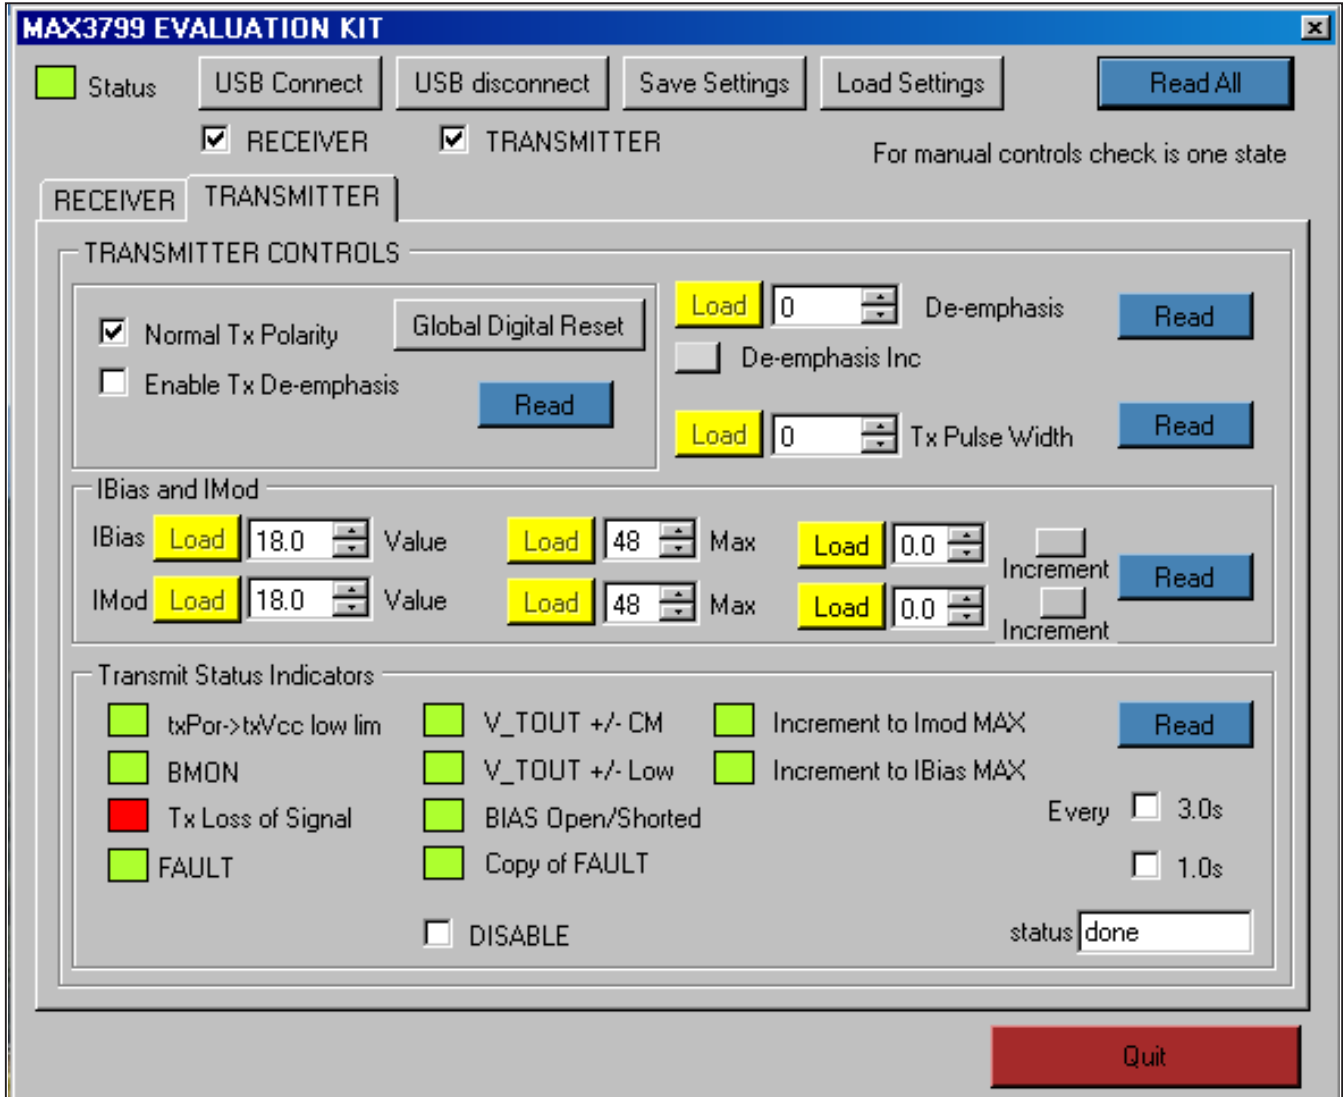 MAX3799 EVALUATION KIT
Status USB Connect USB disconnect Save Settings Load Settings Read All
RECEIVER TRANSMITTER
For manual controls check is one state
RECEIVER TRANSMITTER
TRANSMITTER CONTROLS
Normal Tx Polarity Global Digital Reset
Enable Tx De-emphasis
Read
Load 0 De-emphasis Read
De-emphasis Inc
Load 0 Tx Pulse Width Read
IBias and IMod
IBias Load 18.0 Value Load 48 Max Load 0.0 Increment
IMod Load 18.0 Value Load 48 Max Load 0.0 Increment
Read
Transmit Status Indicators
txPor->txVcc low lim V_TOUT +/- CM Increment to Imod MAX Read
BMON V_TOUT +/- Low Increment to IBias MAX
Tx Loss of Signal BIAS Open/Shorted Every 3.0s
FAULT Copy of FAULT 1.0s
DISABLE status done
Quit